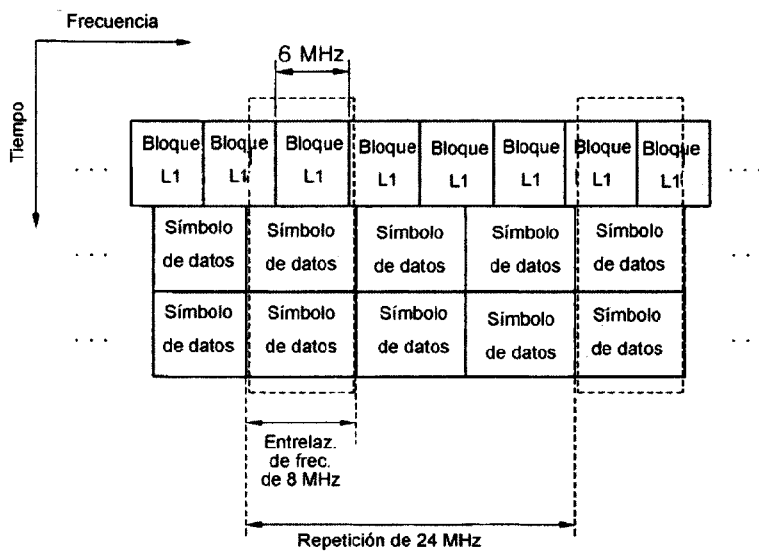 Frecuencia
6 MHz
Tiempo
Bloque Bloque Bloque Bloque Bloque Bloque Bloque Bloque
. . . L1 L1 L1 L1 L1 L1 L1 L1 . . .
Símbolo Símbolo Símbolo Símbolo Símbolo
. . . de datos de datos de datos de datos de datos . . .
Símbolo Símbolo Símbolo Símbolo Símbolo
. . . de datos de datos de datos de datos de datos . . .
Entrelaz.
de frec.
de 8 MHz
Repetición de 24 MHz